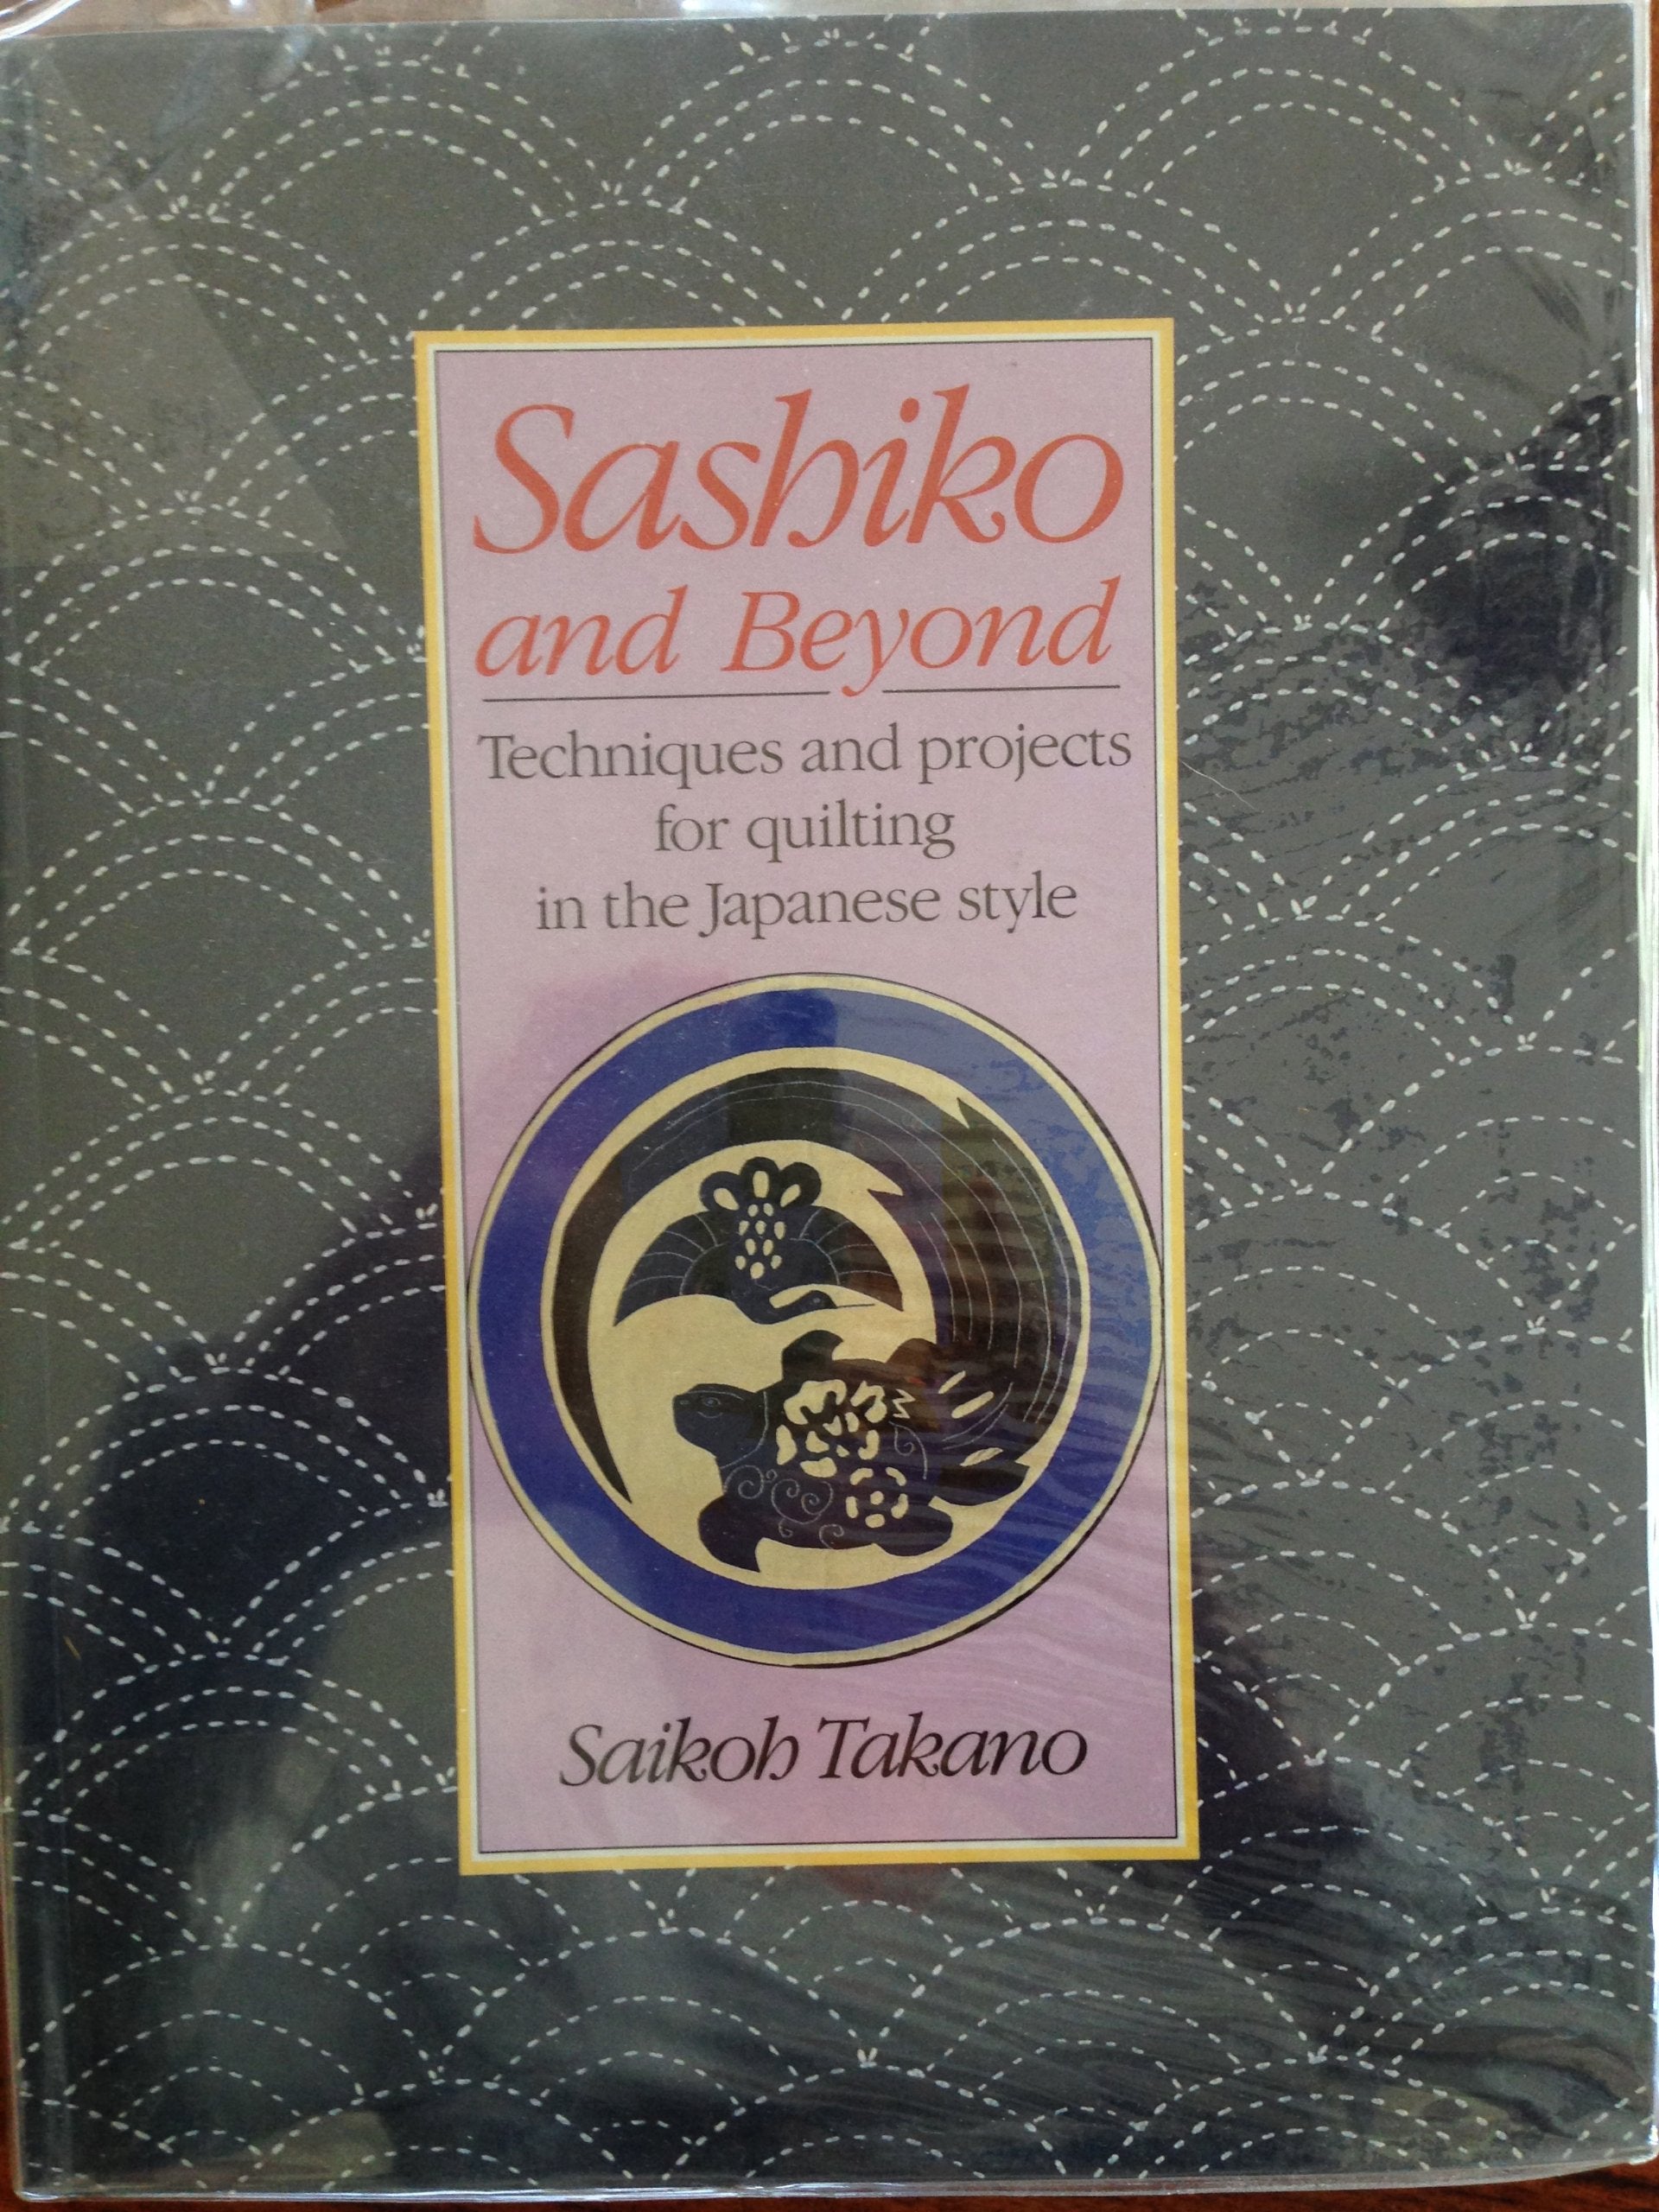 Sashiko
and Beyond
Techniques and projects
for quilting
in the Japanese style
Saikoh Takano